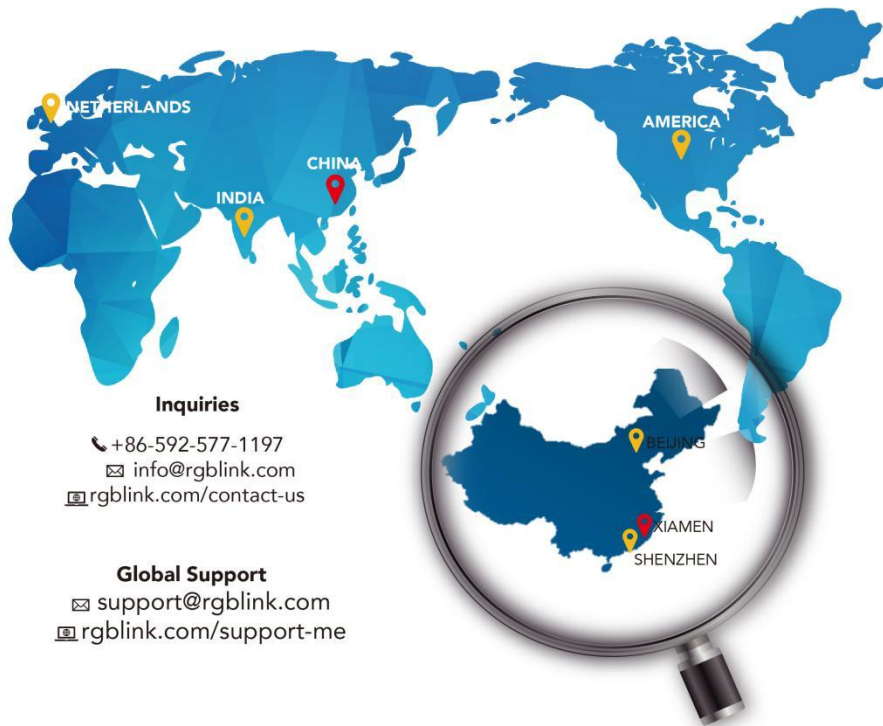 NETHERLANDS
AMERICA
CHINA
INDIA
Inquiries
+86-592-577-1197
info@rgblink.com
rgblink.com/contact-us
BEIJING
XIAMEN
SHENZHEN
Global Support
support@rgblink.com
rgblink.com/support-me